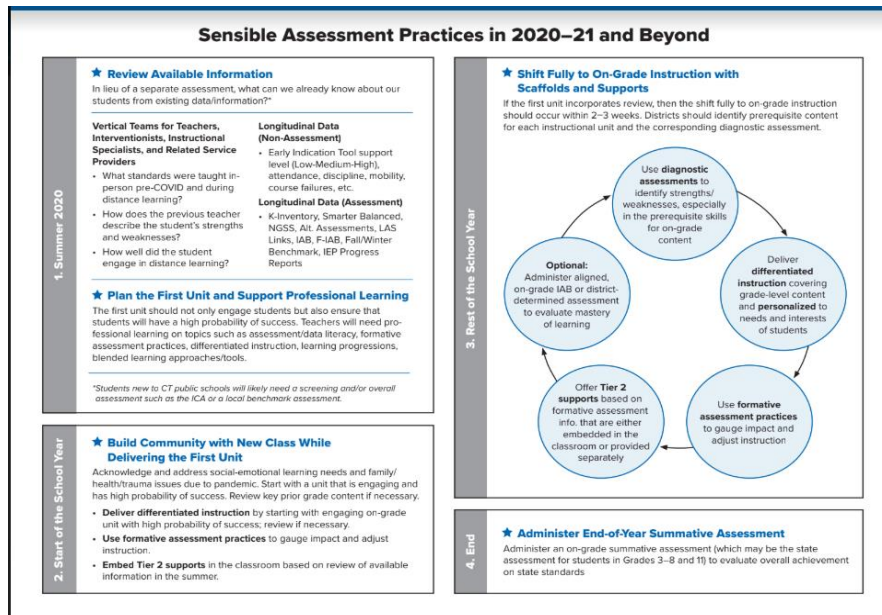 Sensible Assessment Practices in 2020–21 and Beyond
1. Summer 2020
★ Review Available Information
In lieu of a separate assessment, what can we already know about our
students from existing data/information?*
Vertical Teams for Teachers,
Interventionists, Instructional
Specialists, and Related Service
Providers
• What standards were taught in-
person pre-COVID and during
distance learning?
• How does the previous teacher
describe the student's strengths
and weaknesses?
• How well did the student
engage in distance learning?
Longitudinal Data
(Non-Assessment)
• Early Indication Tool support
level (Low-Medium-High),
attendance, discipline, mobility,
course failures, etc.
Longitudinal Data (Assessment)
• K-Inventory, Smarter Balanced,
NGSS, Alt. Assessments, LAS
Links, IAB, F-IAB, Fall/Winter
Benchmark, IEP Progress
Reports
★ Plan the First Unit and Support Professional Learning
The first unit should not only engage students but also ensure that
students will have a high probability of success. Teachers will need pro-
fessional learning on topics such as assessment/data literacy, formative
assessment practices, differentiated instruction, learning progressions,
blended learning approaches/tools.
*Students new to CT public schools will likely need a screening and/or overall
assessment such as the ICA or a local benchmark assessment.
2. Start of the School Year
★ Build Community with New Class While
Delivering the First Unit
Acknowledge and address social-emotional learning needs and family/
health/trauma issues due to pandemic. Start with a unit that is engaging and
has high probability of success. Review key prior grade content if necessary.
• Deliver differentiated instruction by starting with engaging on-grade
unit with high probability of success; review if necessary.
• Use formative assessment practices to gauge impact and adjust
instruction.
• Embed Tier 2 supports in the classroom based on review of available
information in the summer.
3. Rest of the School Year
★ Shift Fully to On-Grade Instruction with
Scaffolds and Supports
If the first unit incorporates review, then the shift fully to on-grade instruction
should occur within 2–3 weeks. Districts should identify prerequisite content
for each instructional unit and the corresponding diagnostic assessment.
Use diagnostic
assessments to
identify strengths/
weaknesses, especially
in the prerequisite skills
for on-grade
content
Deliver
differentiated
instruction covering
grade-level content
and personalized to
needs and interests
of students
Use formative
assessment practices
to gauge impact and
adjust instruction
Offer Tier 2
supports based on
formative assessment
info. that are either
embedded in the
classroom or provided
separately
Optional:
Administer aligned,
on-grade IAB or district-
determined assessment
to evaluate mastery
of learning
4. End
★ Administer End-of-Year Summative Assessment
Administer an on-grade summative assessment (which may be the state
assessment for students in Grades 3–8 and 11) to evaluate overall achievement
on state standards